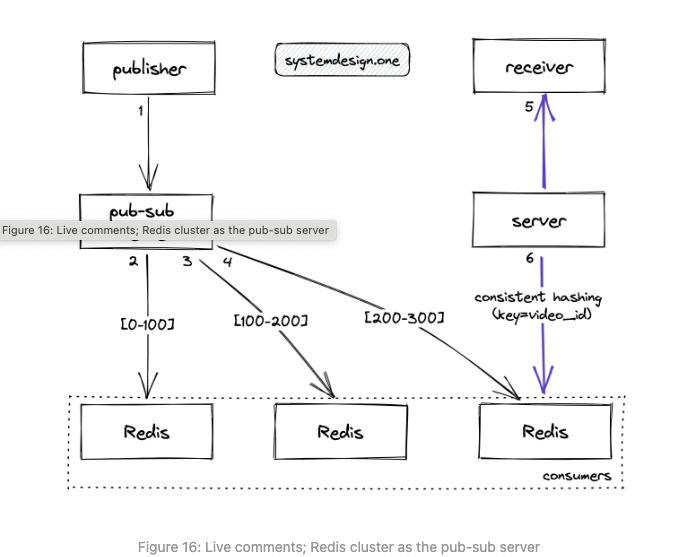 publisher
systemdesign.one
receiver
1
5
pub-sub
server
Figure 16: Live comments; Redis cluster as the pub-sub server
2
3
4
6
consistent hashing
(key=video_id)
[0-100]
[100-200]
[200-300]
Redis
Redis
Redis
consumers
Figure 16: Live comments; Redis cluster as the pub-sub server